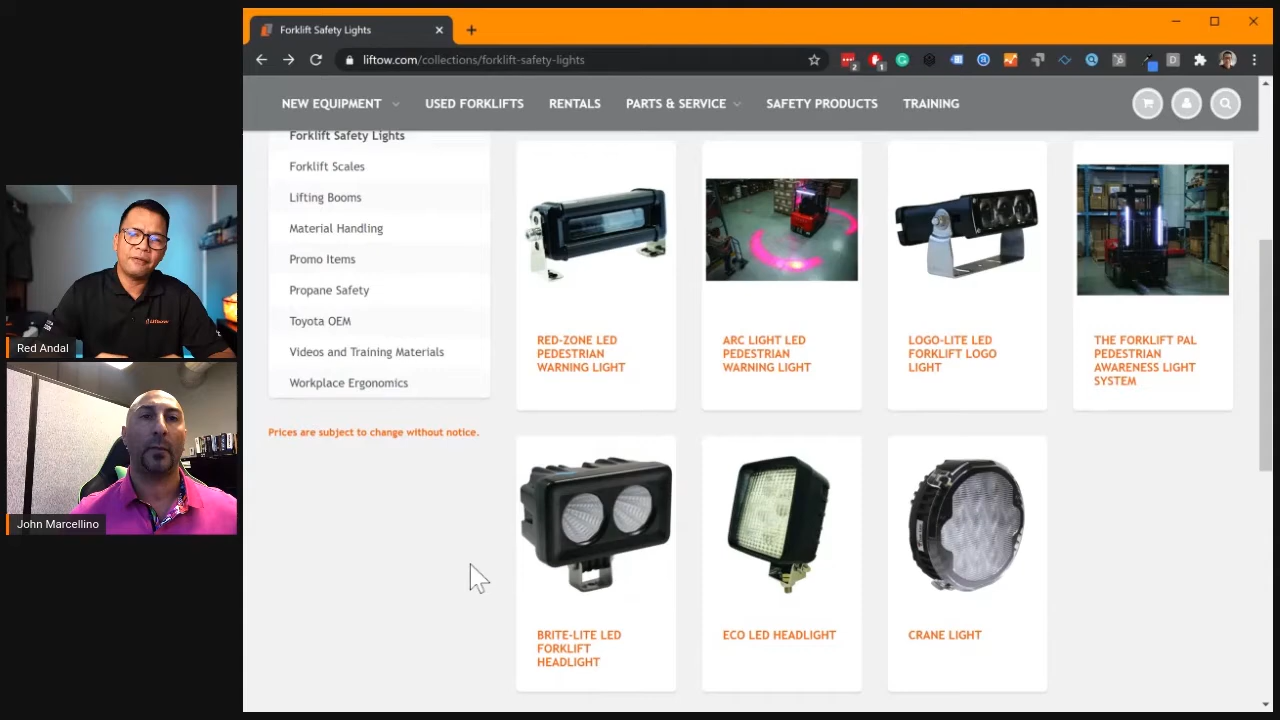 Forklift Safety Lights
liftow.com/collections/forklift-safety-lights
NEW EQUIPMENT
USED FORKLIFTS
RENTALS
PARTS & SERVICE
SAFETY PRODUCTS
TRAINING
Forklift Safety Lights
Forklift Scales
Lifting Booms
Material Handling
Promo Items
Propane Safety
Toyota OEM
Videos and Training Materials
Workplace Ergonomics
Prices are subject to change without notice.
RED-ZONE LED
PEDESTRIAN
WARNING LIGHT
ARC LIGHT LED
PEDESTRIAN
WARNING LIGHT
LOGO-LITE LED
FORKLIFT LOGO
LIGHT
THE FORKLIFT PAL
PEDESTRIAN
AWARENESS LIGHT
SYSTEM
BRITE-LITE LED
FORKLIFT
HEADLIGHT
ECO LED HEADLIGHT
CRANE LIGHT
Red Andal
John Marcellino